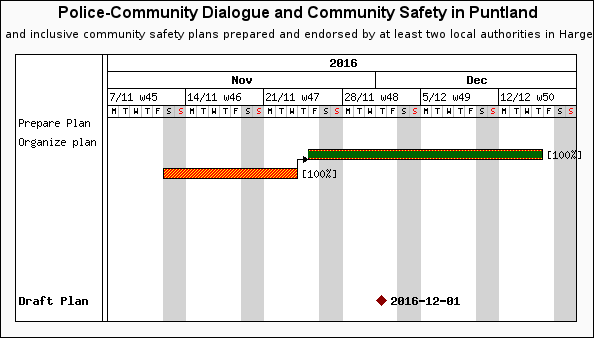 Police-Community Dialogue and Community Safety in Puntland
and inclusive community safety plans prepared and endorsed by at least two local authorities in Harge
2016
Nov Dec
7/11 w45 14/11 w46 21/11 w47 28/11 w48 5/12 w49 12/12 w50
M T W T F S S M T W T F S S M T W T F S S M T W T F S S M T W T F S S M T W T F S S
Prepare Plan
Organize plan
[100%]
[100%]
Draft Plan 2016-12-01